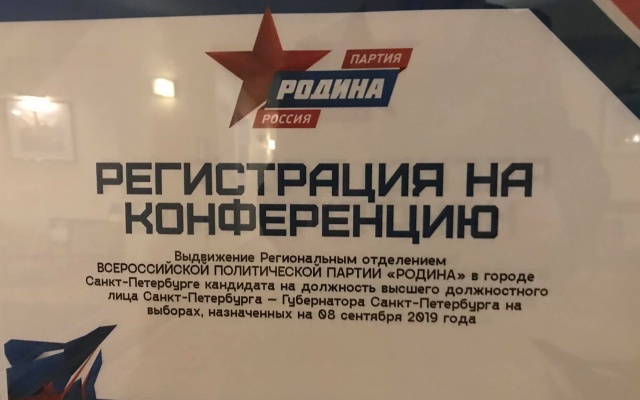 ПАРТИЯ
РОДИНА
РОССИЯ
РЕГИСТРАЦИЯ НА
КОНФЕРЕНЦИЮ
Выдвижение Региональным отделением
ВСЕРОССИЙСКОЙ ПОЛИТИЧЕСКОЙ ПАРТИИ «РОДИНА» в городе
Санкт-Петербурге кандидата на должность высшего должностного
лица Санкт-Петербурга – Губернатора Санкт-Петербурга на
выборах, назначенных на 08 сентября 2019 года